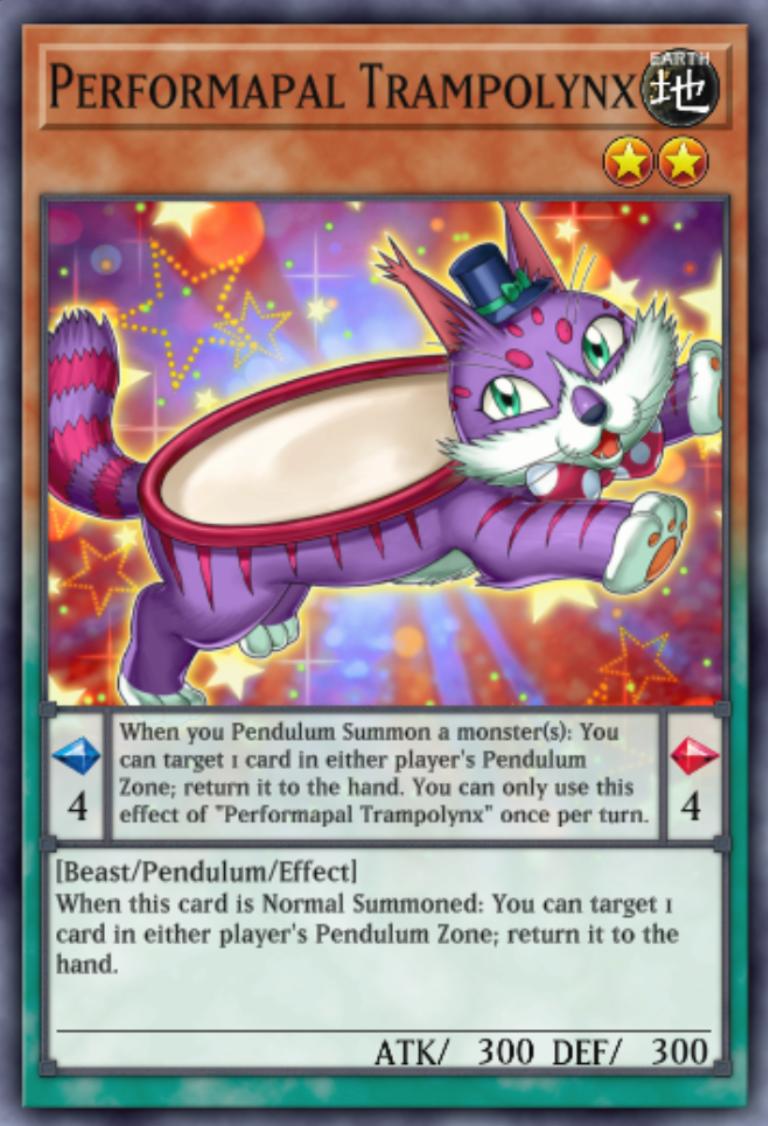 PERFORMAPAL TRAMPOLYNX
EARTH
地
When you Pendulum Summon a monster(s): You
can target 1 card in either player's Pendulum
Zone; return it to the hand. You can only use this
effect of "Performapal Trampolynx" once per turn.
4
4
[Beast/Pendulum/Effect]
When this card is Normal Summoned: You can target 1
card in either player's Pendulum Zone; return it to the
hand.
ATK/ 300 DEF/ 300